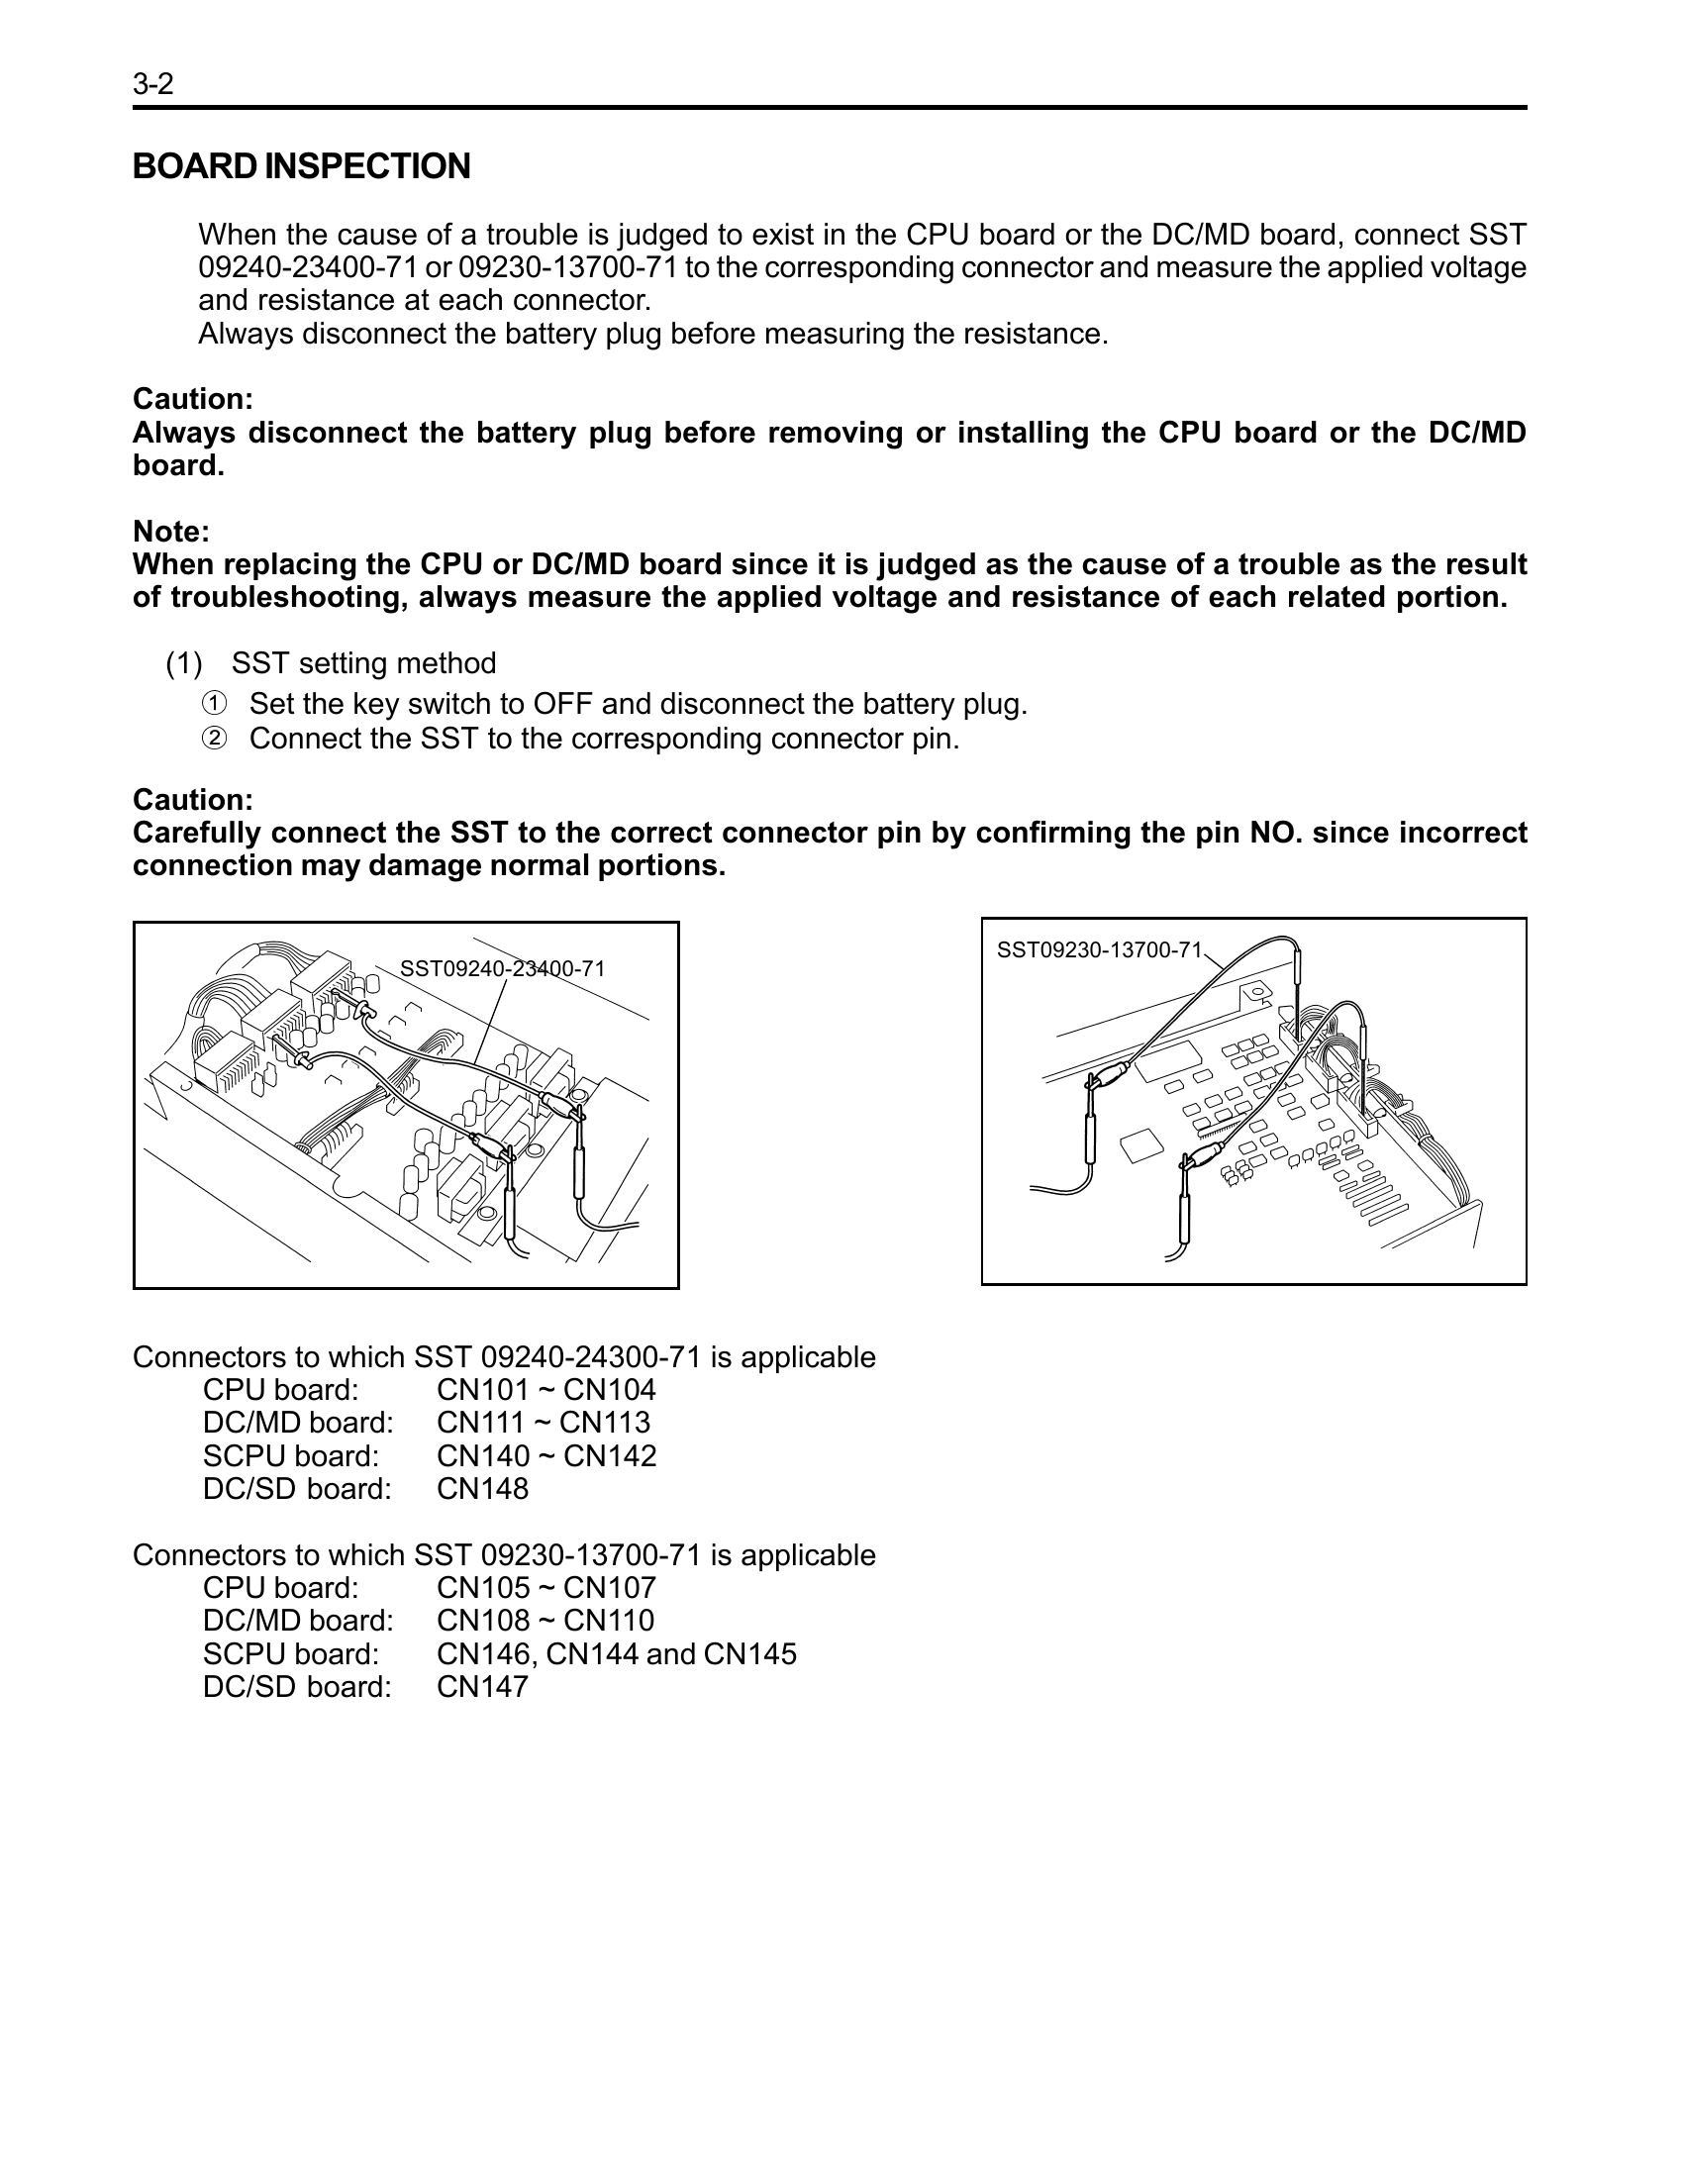 3-2
BOARD INSPECTION
When the cause of a trouble is judged to exist in the CPU board or the DC/MD board, connect SST
09240-23400-71 or 09230-13700-71 to the corresponding connector and measure the applied voltage
and resistance at each connector.
Always disconnect the battery plug before measuring the resistance.
Caution:
Always disconnect the battery plug before removing or installing the CPU board or the DC/MD
board.
Note:
When replacing the CPU or DC/MD board since it is judged as the cause of a trouble as the result
of troubleshooting, always measure the applied voltage and resistance of each related portion.
(1) SST setting method
① Set the key switch to OFF and disconnect the battery plug.
② Connect the SST to the corresponding connector pin.
Caution:
Carefully connect the SST to the correct connector pin by confirming the pin NO. since incorrect
connection may damage normal portions.
SST09240-23400-71
SST09230-13700-71
Connectors to which SST 09240-24300-71 is applicable
CPU board: CN101 ~ CN104
DC/MD board: CN111 ~ CN113
SCPU board: CN140 ~ CN142
DC/SD board: CN148
Connectors to which SST 09230-13700-71 is applicable
CPU board: CN105 ~ CN107
DC/MD board: CN108 ~ CN110
SCPU board: CN146, CN144 and CN145
DC/SD board: CN147